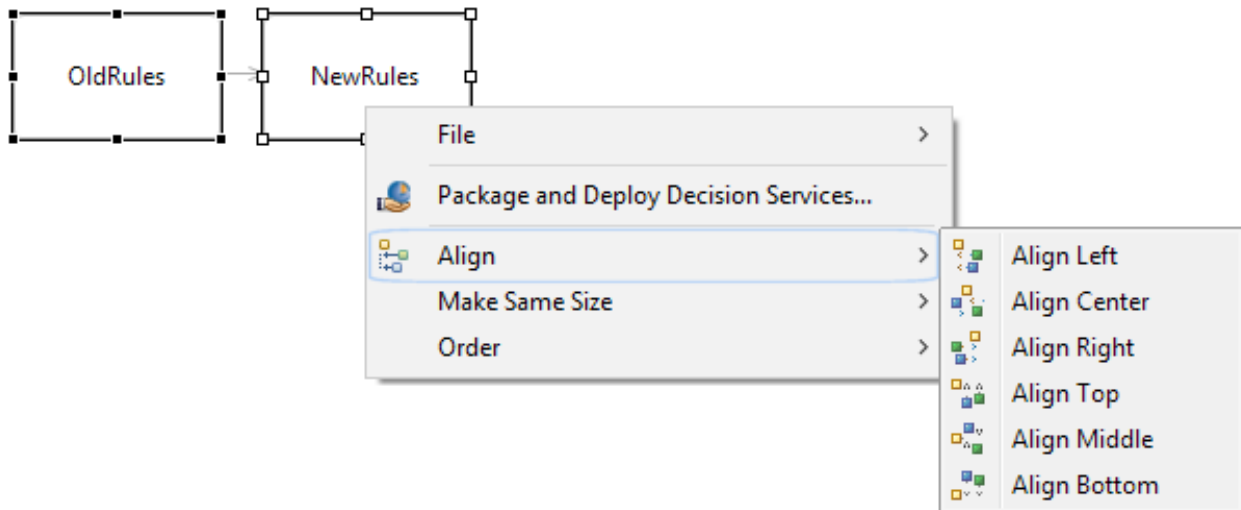 OldRules
NewRules
File
Package and Deploy Decision Services...
Align
Make Same Size
Order
Align Left
Align Center
Align Right
Align Top
Align Middle
Align Bottom